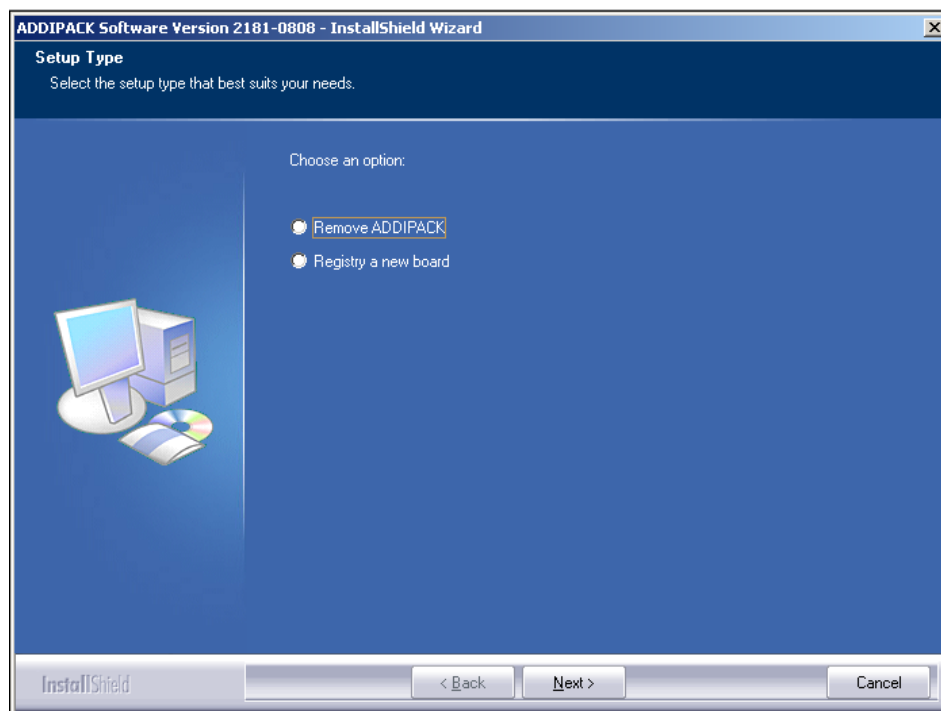 ADDIPACK Software Version 2181-0808 - InstallShield Wizard
Setup Type
Select the setup type that best suits your needs.
Choose an option:
Remove ADDIPACK
Registry a new board
InstallShield
< Back
Next >
Cancel